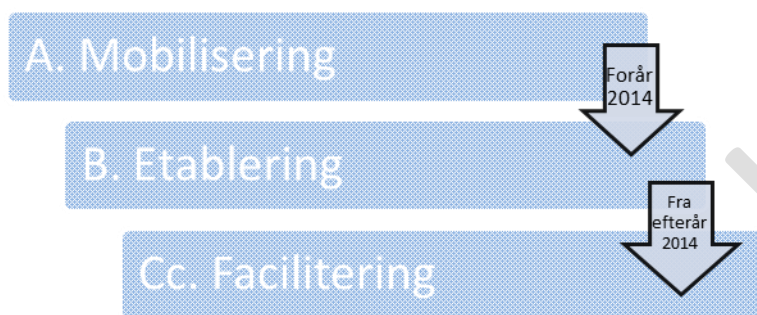 A. Mobilisering
Forår
2014
B. Etablering
Fra
efterår
2014
Cc. Facilitering